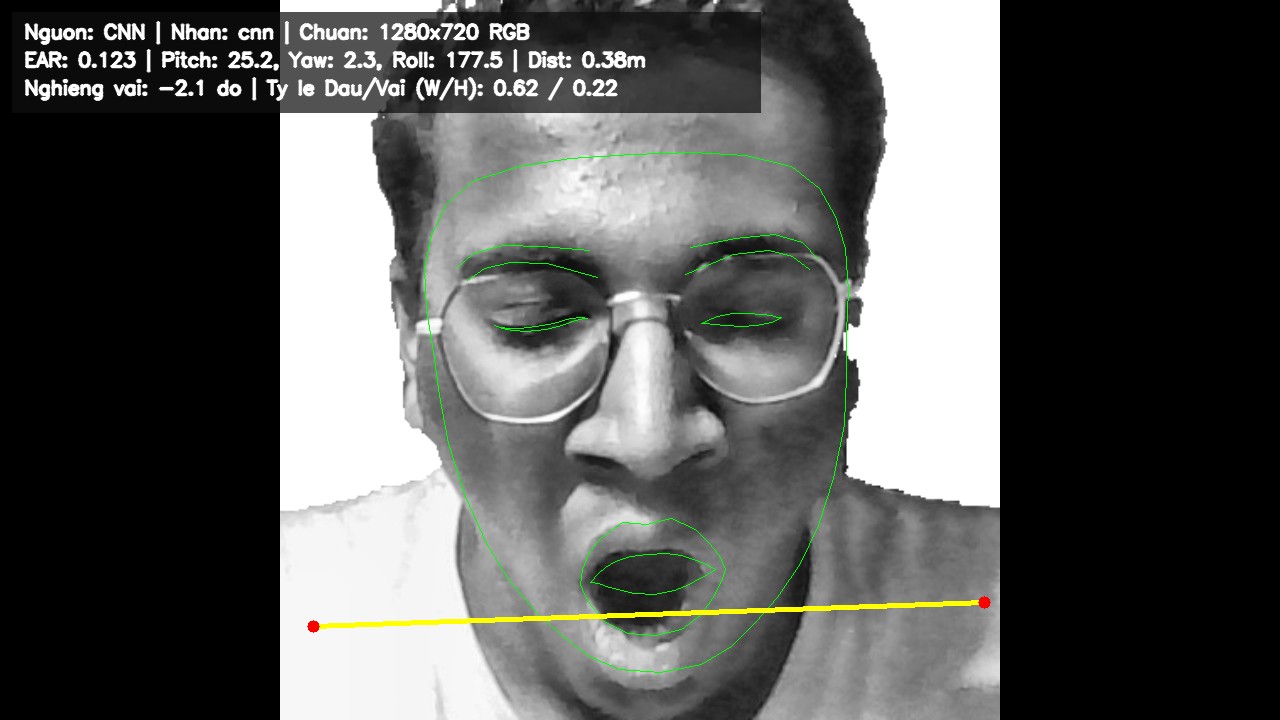 Nguon: CNN | Nhan: cnn | Chuan: 1280x720 RGB
EAR: 0.123 | Pitch: 25.2, Yaw: 2.3, Roll: 177.5 | Dist: 0.38m
Nghieng vai: -2.1 do | Ty le Dau/Vai (W/H): 0.62 / 0.22